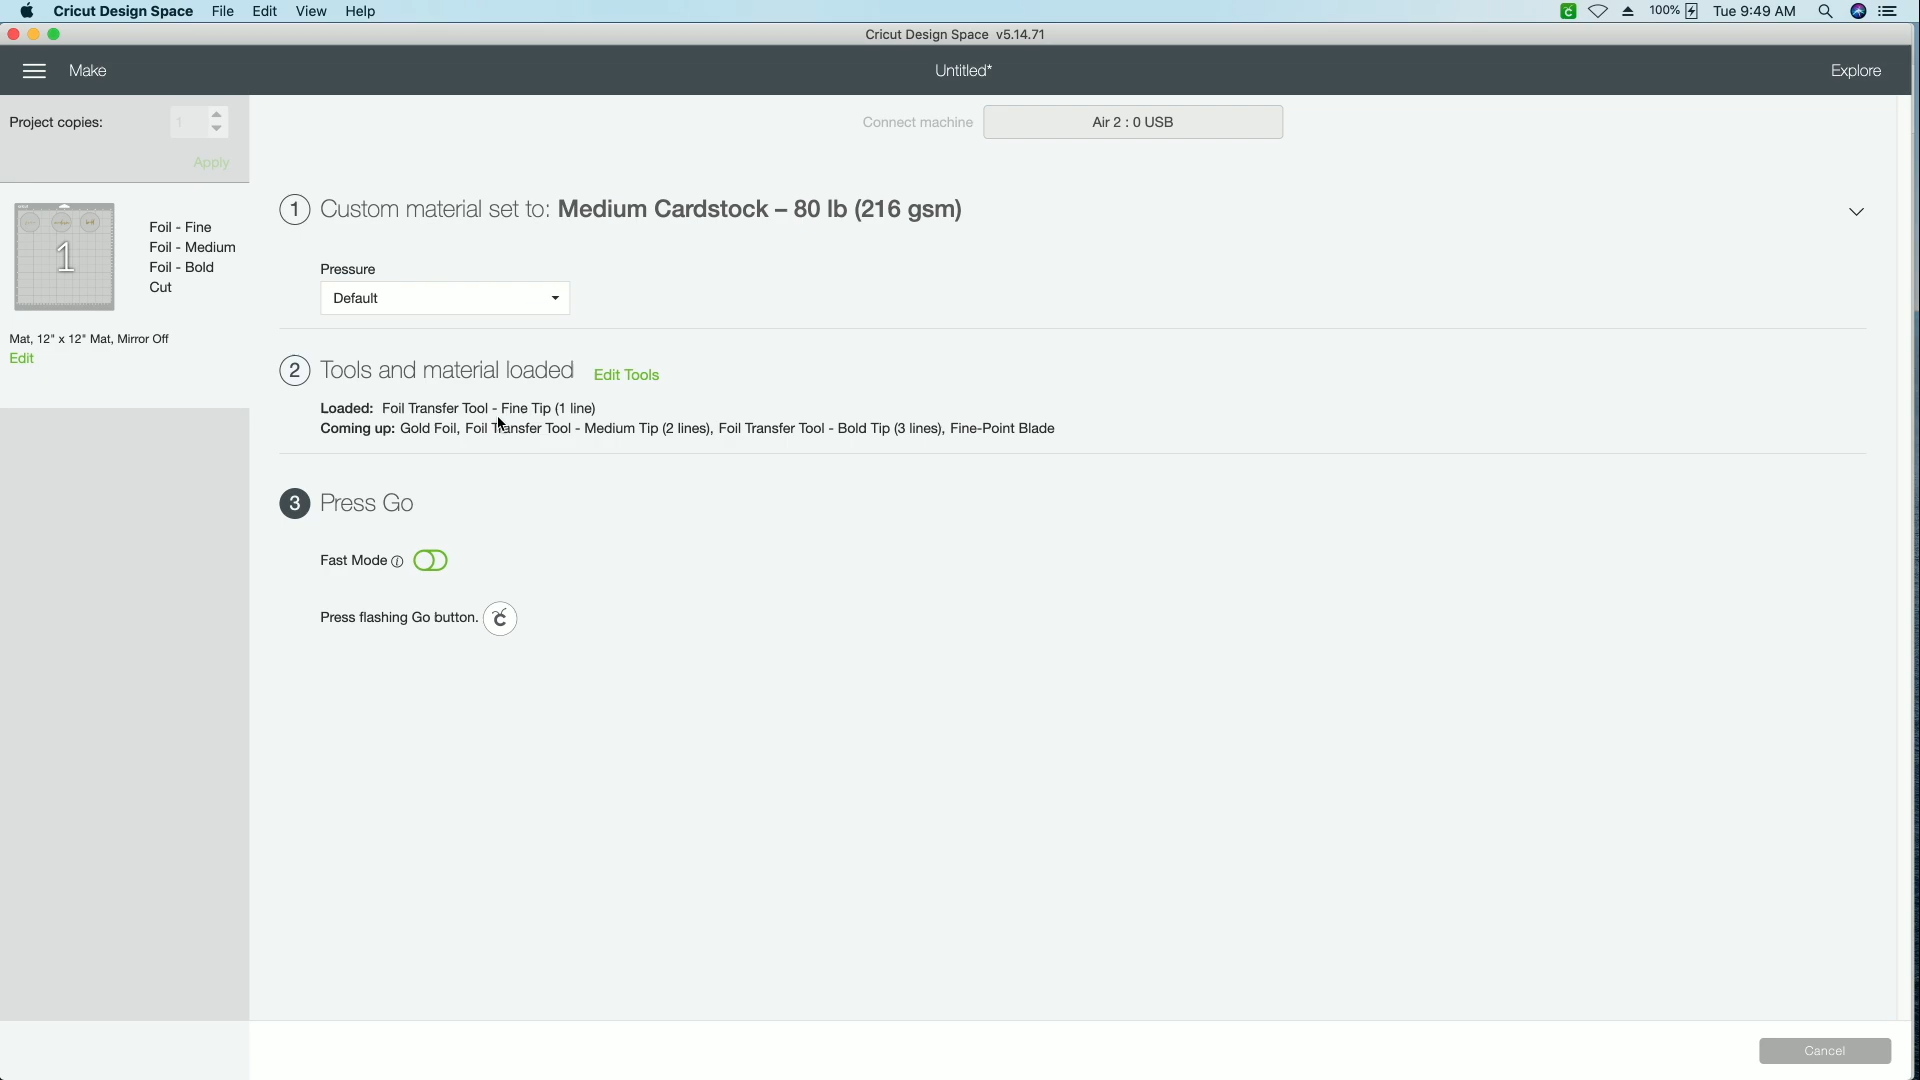 Cricut Design Space File Edit View Help 100% Tue 9:49 AM
Cricut Design Space v5.14.71
Make Untitled* Explore
Project copies: 1
Apply
Connect machine Air 2 : 0 USB
1 Custom material set to: Medium Cardstock – 80 lb (216 gsm)
Pressure
Default
1
Foil - Fine
Foil - Medium
Foil - Bold
Cut
Mat, 12" x 12" Mat, Mirror Off
Edit
2 Tools and material loaded Edit Tools
Loaded: Foil Transfer Tool - Fine Tip (1 line)
Coming up: Gold Foil, Foil Transfer Tool - Medium Tip (2 lines), Foil Transfer Tool - Bold Tip (3 lines), Fine-Point Blade
3 Press Go
Fast Mode
Press flashing Go button.
Cancel